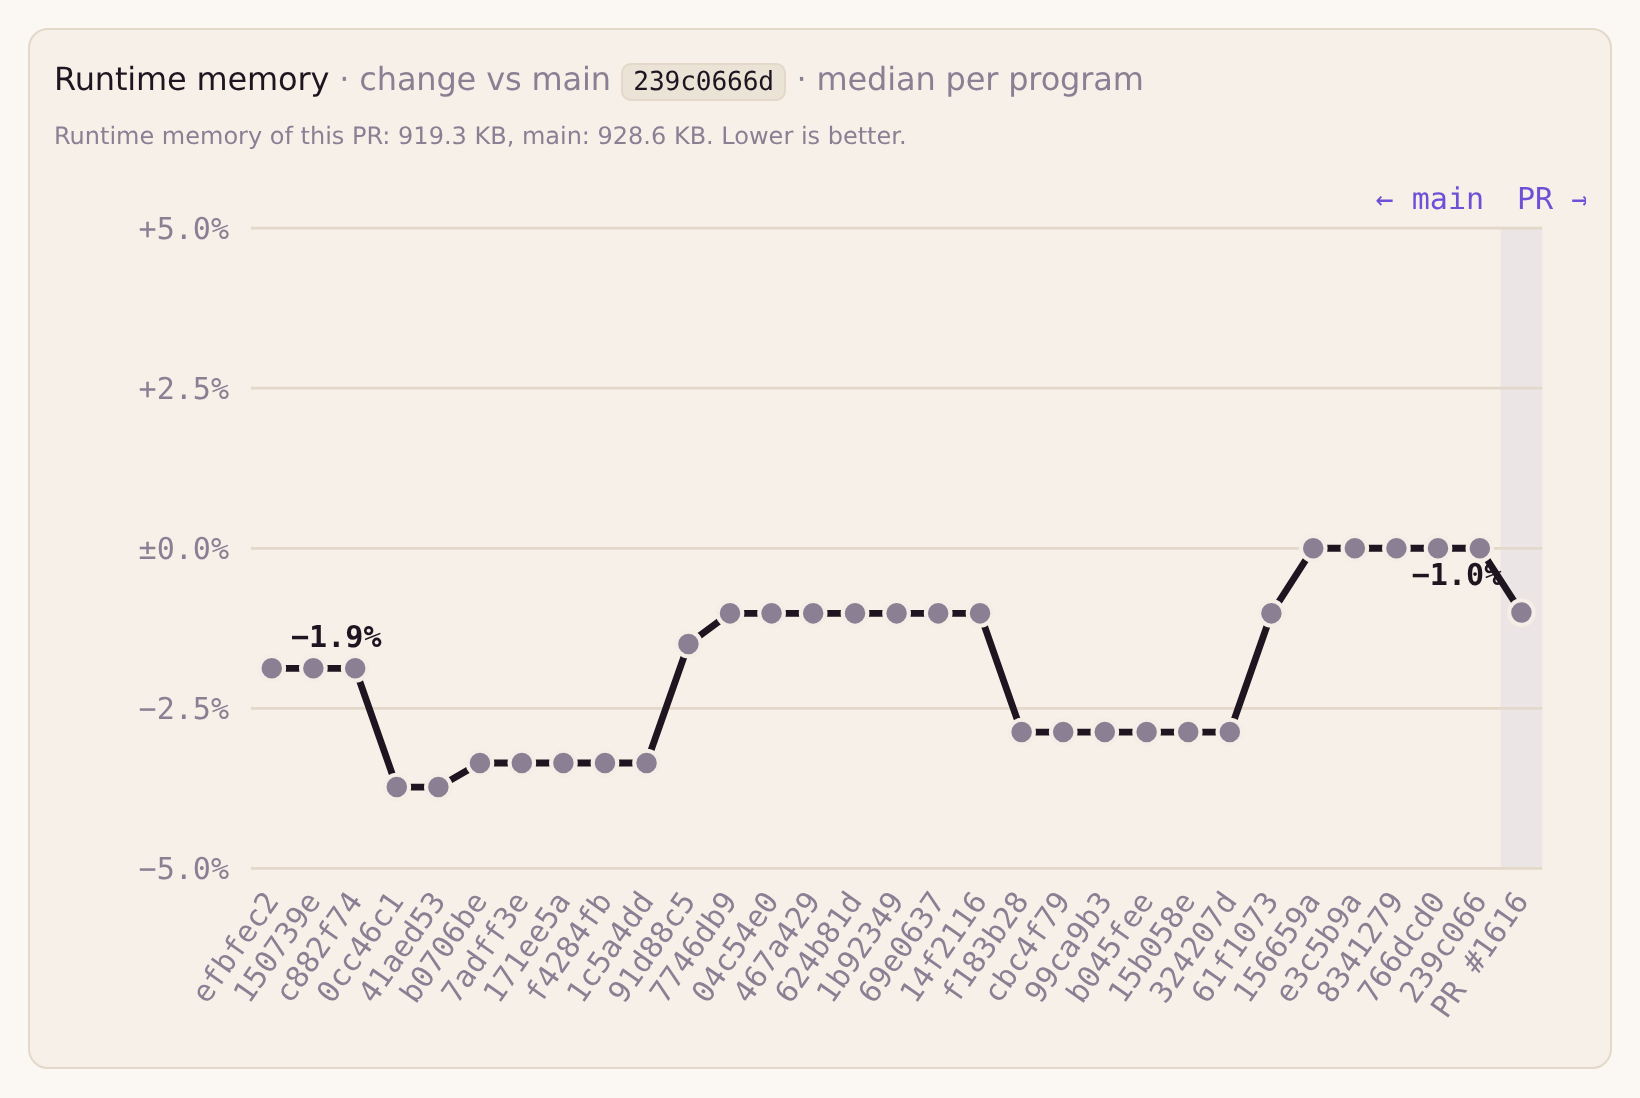 Runtime memory · change vs main 239c0666d · median per program
Runtime memory of this PR: 919.3 KB, main: 928.6 KB. Lower is better.
← main PR →
+5.0%
+2.5%
±0.0%
−1.0%
−1.9%
−2.5%
−5.0%
efbfec2
150739e
c882f74
0cc46c1
41aed53
b0706be
7adff3e
171ee5a
f4284fb
1c5a4dd
91d88c5
7746db9
04c54e0
467a429
624b81d
1b92349
69e0637
14f2116
f183b28
cbc4f79
99ca9b3
b045fee
15b058e
324207d
61f1073
156659a
e3c5b9a
8341279
766dcd0
239c066
PR #1616